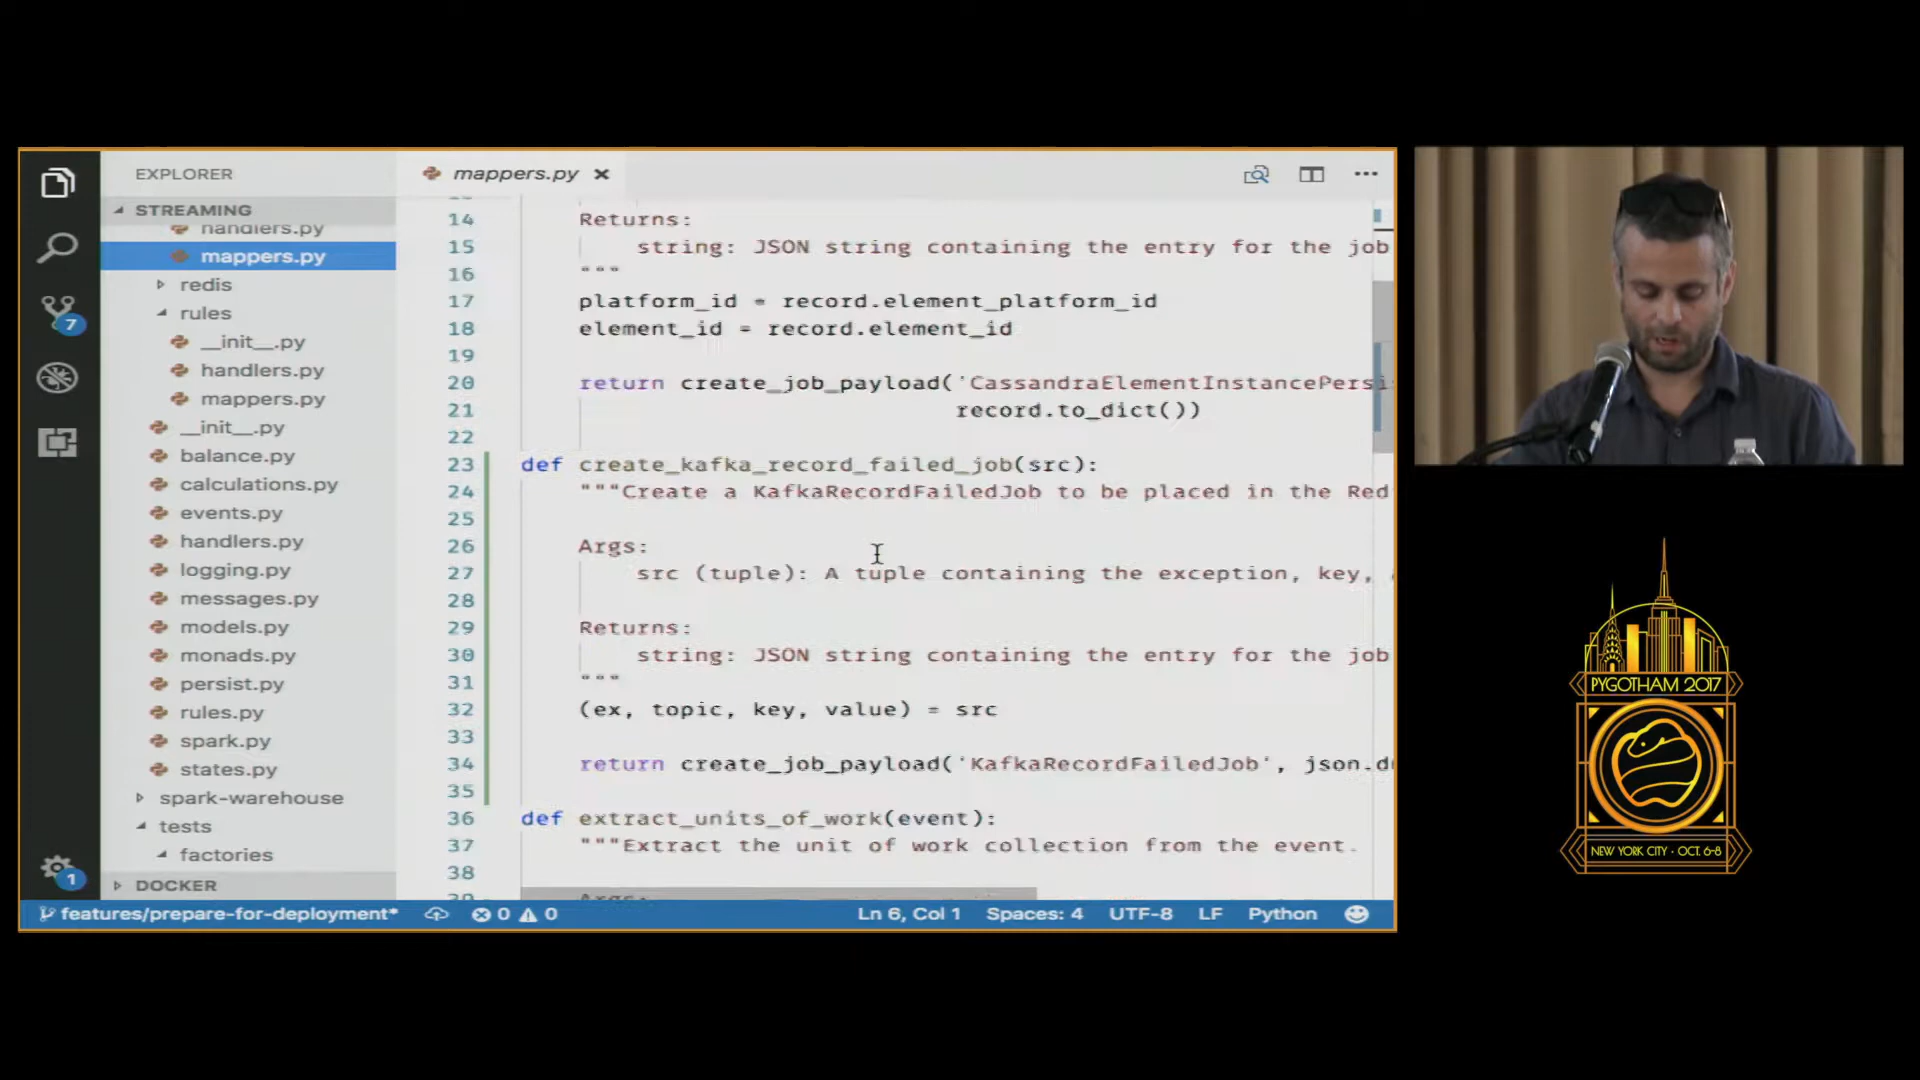 EXPLORER
STREAMING
handlers.py
mappers.py
redis
rules
__init__.py
handlers.py
mappers.py
__init__.py
balance.py
calculations.py
events.py
handlers.py
logging.py
messages.py
models.py
monads.py
persist.py
rules.py
spark.py
states.py
spark-warehouse
tests
factories
DOCKER
7
1
mappers.py
14 Returns:
15 string: JSON string containing the entry for the job
16 """
17 platform_id = record.element_platform_id
18 element_id = record.element_id
19
20 return create_job_payload('CassandraElementInstancePersi
21 record.to_dict())
22
23 def create_kafka_record_failed_job(src):
24 """Create a KafkaRecordFailedJob to be placed in the Red
25
26 Args:
27 src (tuple): A tuple containing the exception, key,
28
29 Returns:
30 string: JSON string containing the entry for the job
31 """
32 (ex, topic, key, value) = src
33
34 return create_job_payload('KafkaRecordFailedJob', json.d
35
36 def extract_units_of_work(event):
37 """Extract the unit of work collection from the event.
38
features/prepare-for-deployment* 0 0 Ln 6, Col 1 Spaces: 4 UTF-8 LF Python
PYGOTHAM 2017
NEW YORK CITY · OCT. 6-8